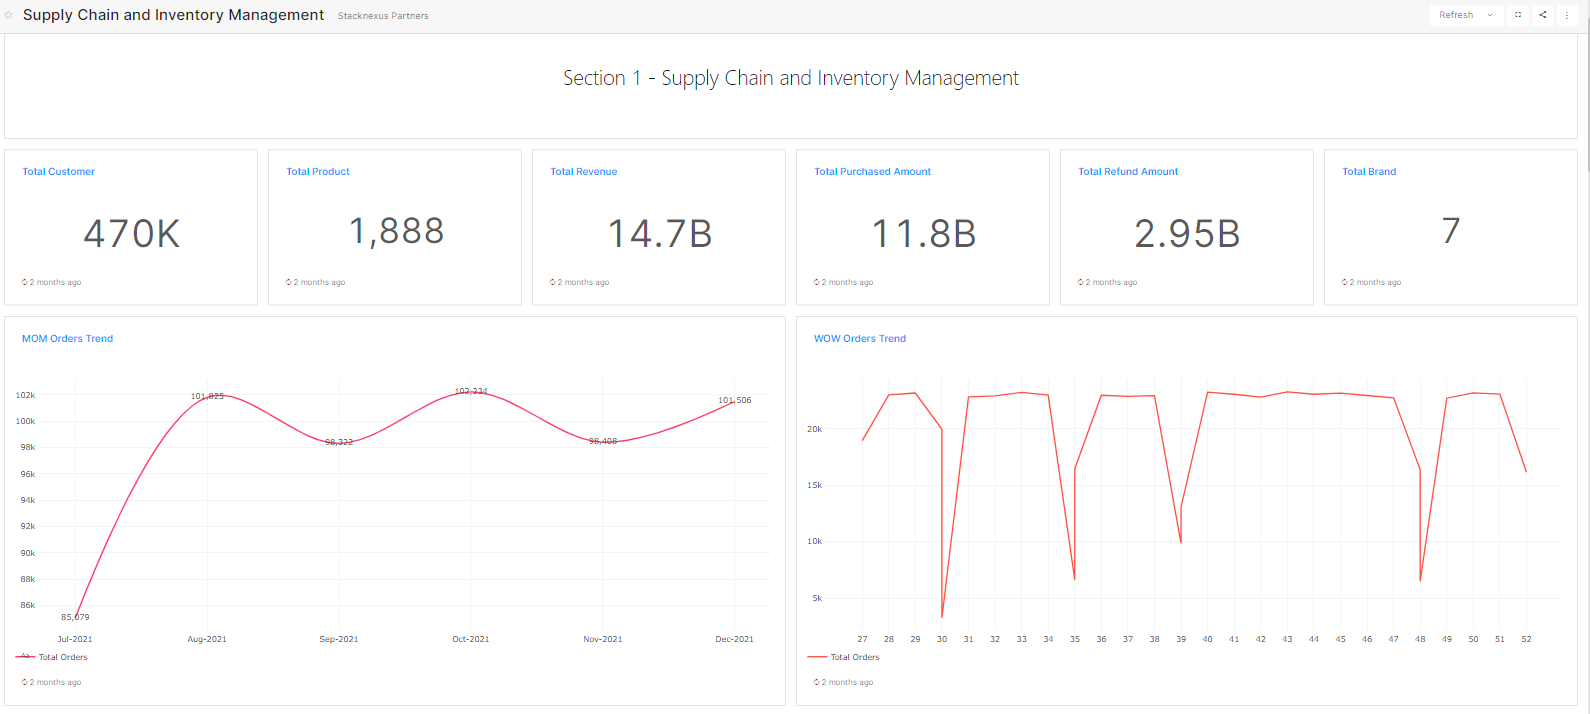 Supply Chain and Inventory Management Stacknexus Partners Refresh
Section 1 - Supply Chain and Inventory Management
Total Customer
470K
2 months ago
Total Product
1,888
2 months ago
Total Revenue
14.7B
2 months ago
Total Purchased Amount
11.8B
2 months ago
Total Refund Amount
2.95B
2 months ago
Total Brand
7
2 months ago
MOM Orders Trend
102k
100k
98k
96k
94k
92k
90k
88k
86k
85,079
101,825
98,322
102,234
98,408
101,506
Jul-2021 Aug-2021 Sep-2021 Oct-2021 Nov-2021 Dec-2021
Aa Total Orders
2 months ago
WOW Orders Trend
20k
15k
10k
5k
27 28 29 30 31 32 33 34 35 36 37 38 39 40 41 42 43 44 45 46 47 48 49 50 51 52
Total Orders
2 months ago